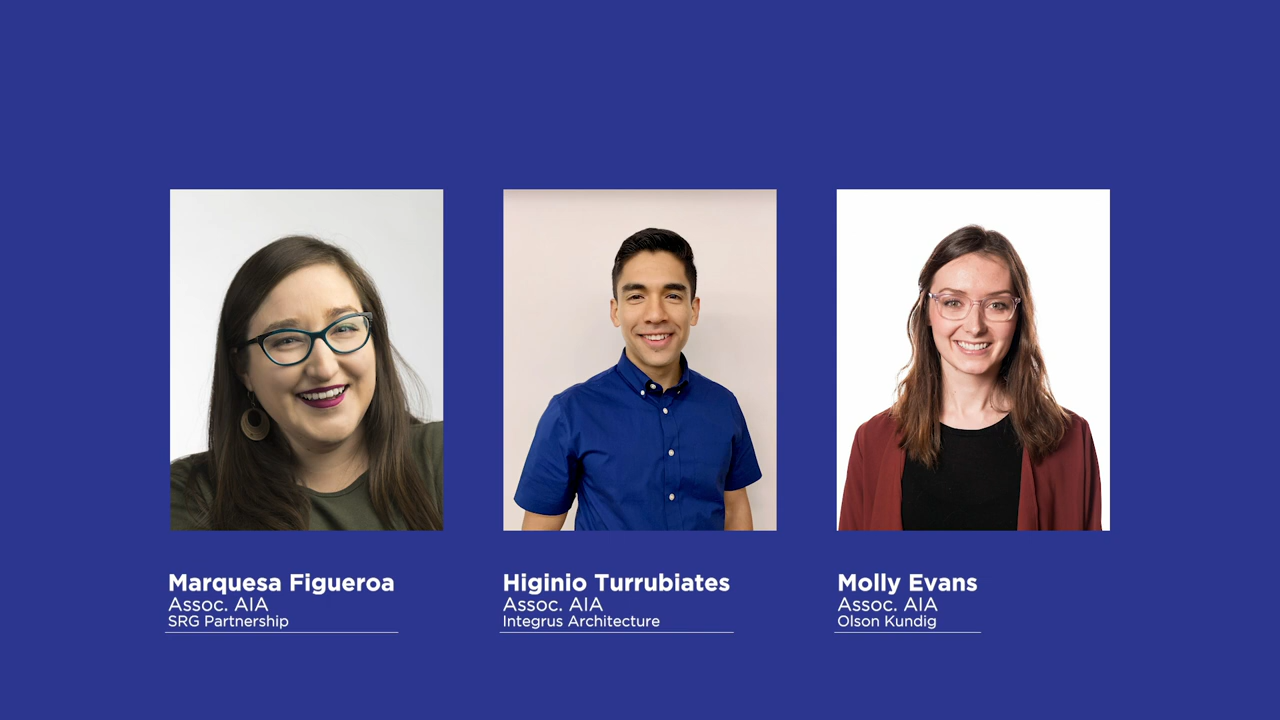 Marquesa Figueroa
Assoc. AIA
SRG Partnership
Higinio Turrubiates
Assoc. AIA
Integrus Architecture
Molly Evans
Assoc. AIA
Olson Kundig